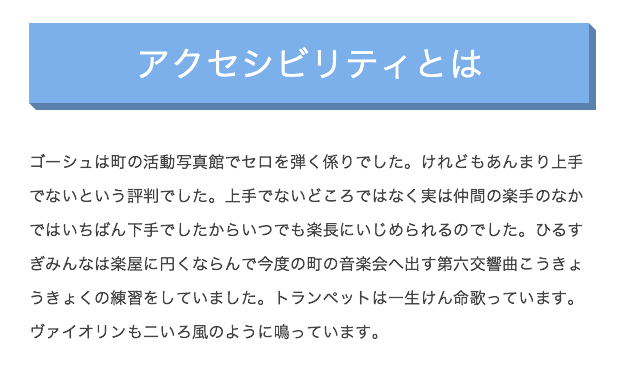 アクセシビリティとは
ゴーシュは町の活動写真館でセロを弾く係りでした。けれどもあんまり上手
でないという評判でした。上手でないどころではなく実は仲間の楽手のなか
ではいちばん下手でしたからいつでも楽長にいじめられるのでした。ひるす
ぎみんなは楽屋に円くならんで今度の町の音楽会へ出す第六交響曲こうきょ
うきょくの練習をしていました。トランペットは一生けん命歌っています。
ヴァイオリンも二いろ風のように鳴っています。